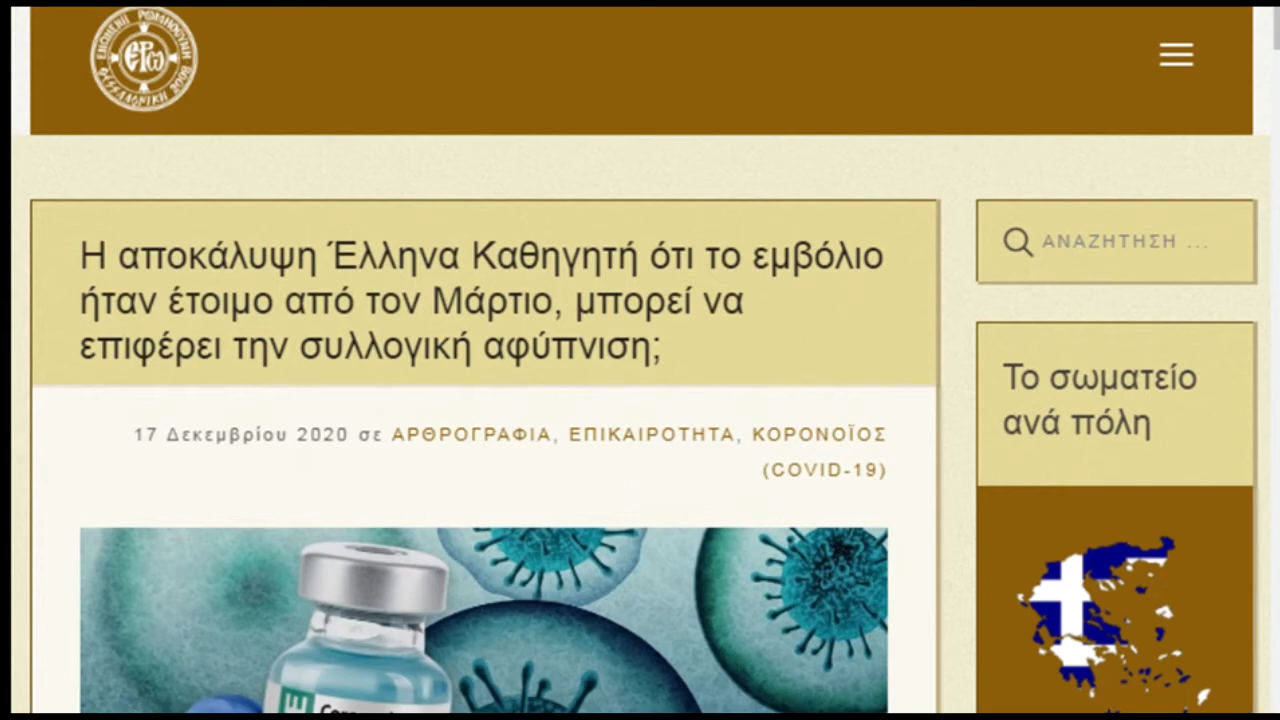 Η αποκάλυψη Έλληνα Καθηγητή ότι το εμβόλιο
ήταν έτοιμο από τον Μάρτιο, μπορεί να
επιφέρει την συλλογική αφύπνιση;
17 Δεκεμβρίου 2020 σε ΑΡΘΡΟΓΡΑΦΙΑ, ΕΠΙΚΑΙΡΟΤΗΤΑ, ΚΟΡΟΝΟΪΟΣ
(COVID-19)
ΑΝΑΖΗΤΗΣΗ ...
Το σωματείο
ανά πόλη